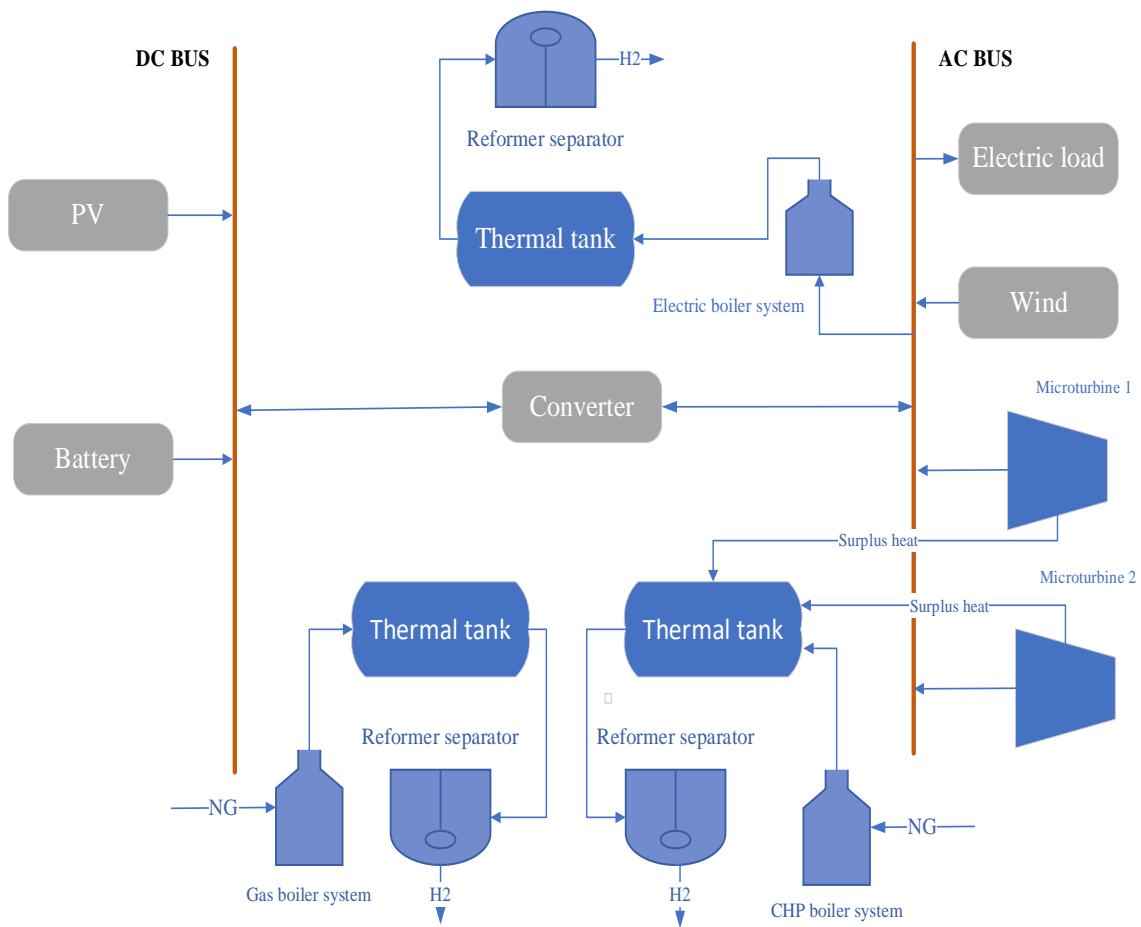 DC BUS
AC BUS
H2
Reformer separator
Electric load
PV
Thermal tank
Electric boiler system
Wind
Microturbine 1
Converter
Battery
Surplus heat
Microturbine 2
Surplus heat
Thermal tank
Thermal tank
Reformer separator
Reformer separator
NG
NG
Gas boiler system
H2
H2
CHP boiler system